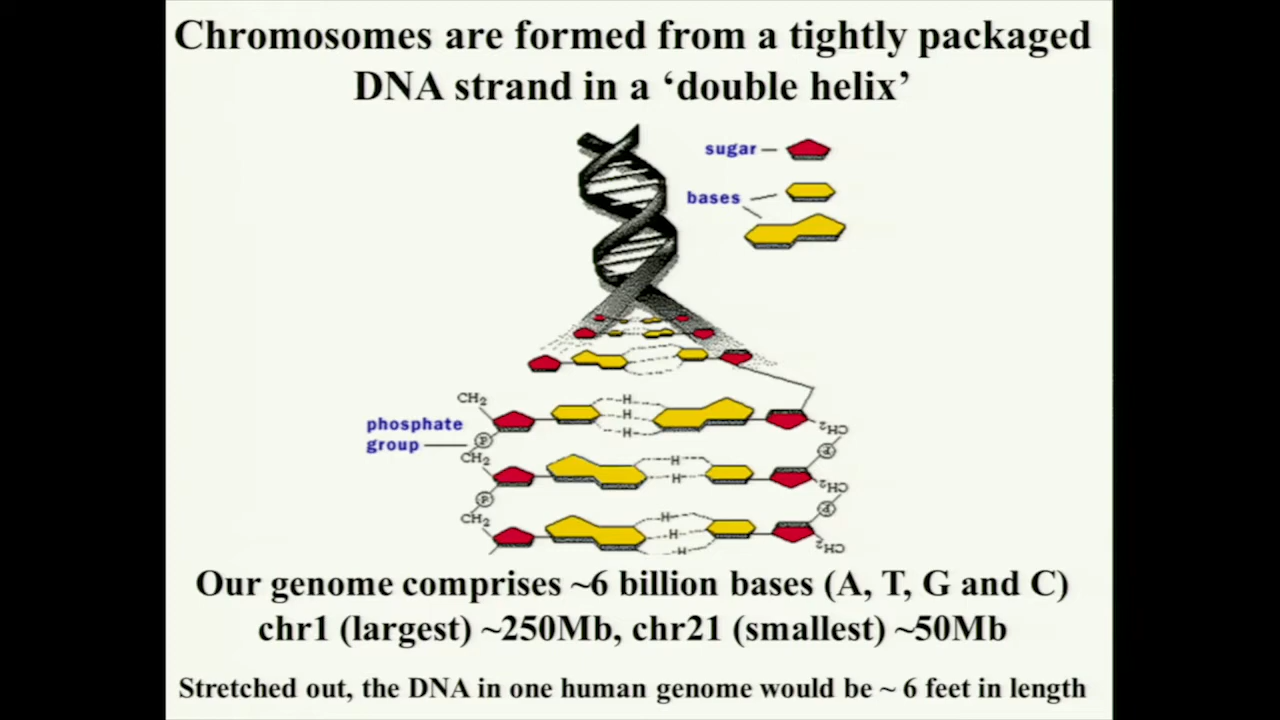 Chromosomes are formed from a tightly packaged
DNA strand in a ‘double helix’
sugar
bases
H
CH2
H
phosphate
group
P
H
CH2
P
CH2
H
CH2
H
P
CH2
P
CH2
H
H
CH2
H
Our genome comprises ~6 billion bases (A, T, G and C)
chr1 (largest) ~250Mb, chr21 (smallest) ~50Mb
Stretched out, the DNA in one human genome would be ~ 6 feet in length